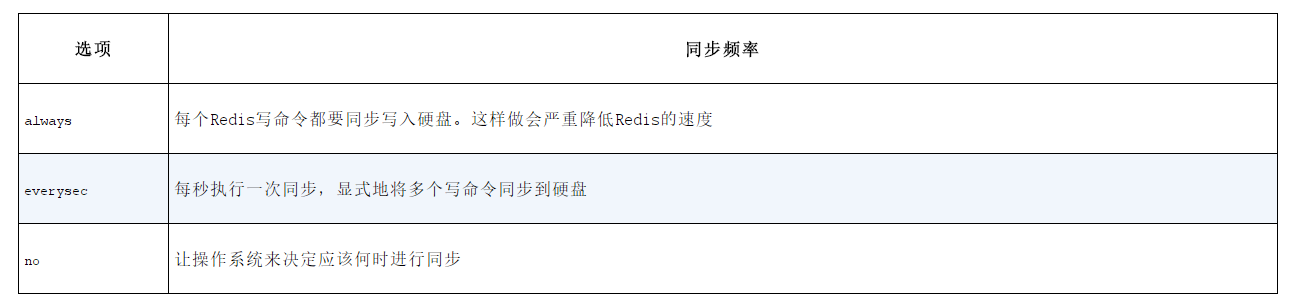 选项 同步频率
always 每个Redis写命令都要同步写入硬盘。这样做会严重降低Redis的速度
everysec 每秒执行一次同步，显式地将多个写命令同步到硬盘
no 让操作系统来决定应该何时进行同步